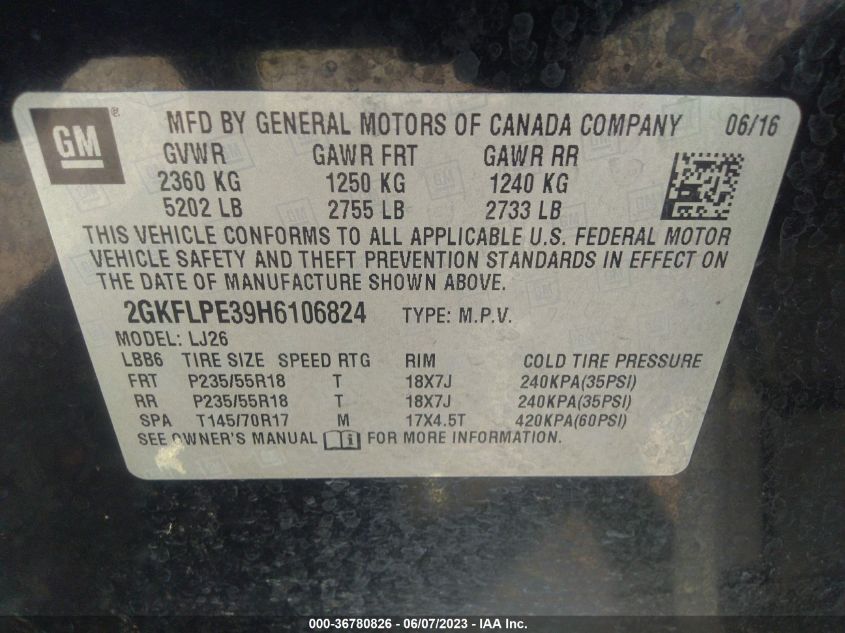 GM ® MFD BY GENERAL MOTORS OF CANADA COMPANY 06/16
GVWR GAWR FRT GAWR RR
2360 KG 1250 KG 1240 KG
5202 LB 2755 LB 2733 LB
THIS VEHICLE CONFORMS TO ALL APPLICABLE U.S. FEDERAL MOTOR
VEHICLE SAFETY AND THEFT PREVENTION STANDARDS IN EFFECT ON
THE DATE OF MANUFACTURE SHOWN ABOVE.
2GKFLPE39H6106824 TYPE: M.P.V.
MODEL: LJ26
LBB6 TIRE SIZE SPEED RTG RIM COLD TIRE PRESSURE
FRT P235/55R18 T 18X7J 240KPA(35PSI)
RR P235/55R18 T 18X7J 240KPA(35PSI)
SPA T145/70R17 M 17X4.5T 420KPA(60PSI)
SEE OWNER'S MANUAL FOR MORE INFORMATION.
000-36780826 - 06/07/2023 - IAA Inc.